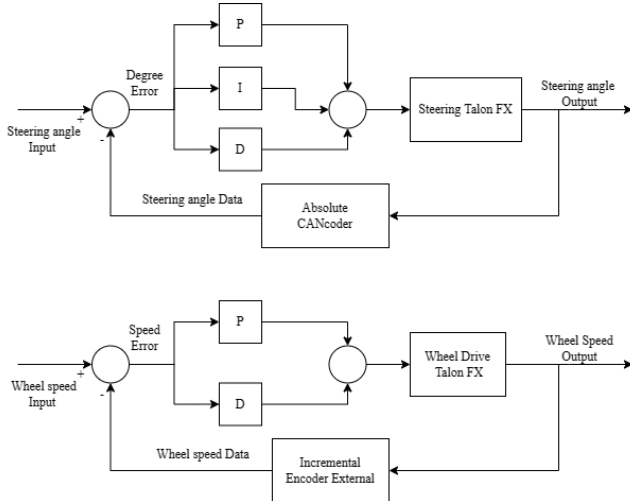 P
Degree
Error
I
Steering Talon FX
Steering angle
Output
+
Steering angle
Input
-
D
Steering angle Data
Absolute
CANcoder
P
Speed
Error
Wheel Drive
Talon FX
Wheel Speed
Output
+
Wheel speed
Input
-
D
Wheel speed Data
Incremental
Encoder External